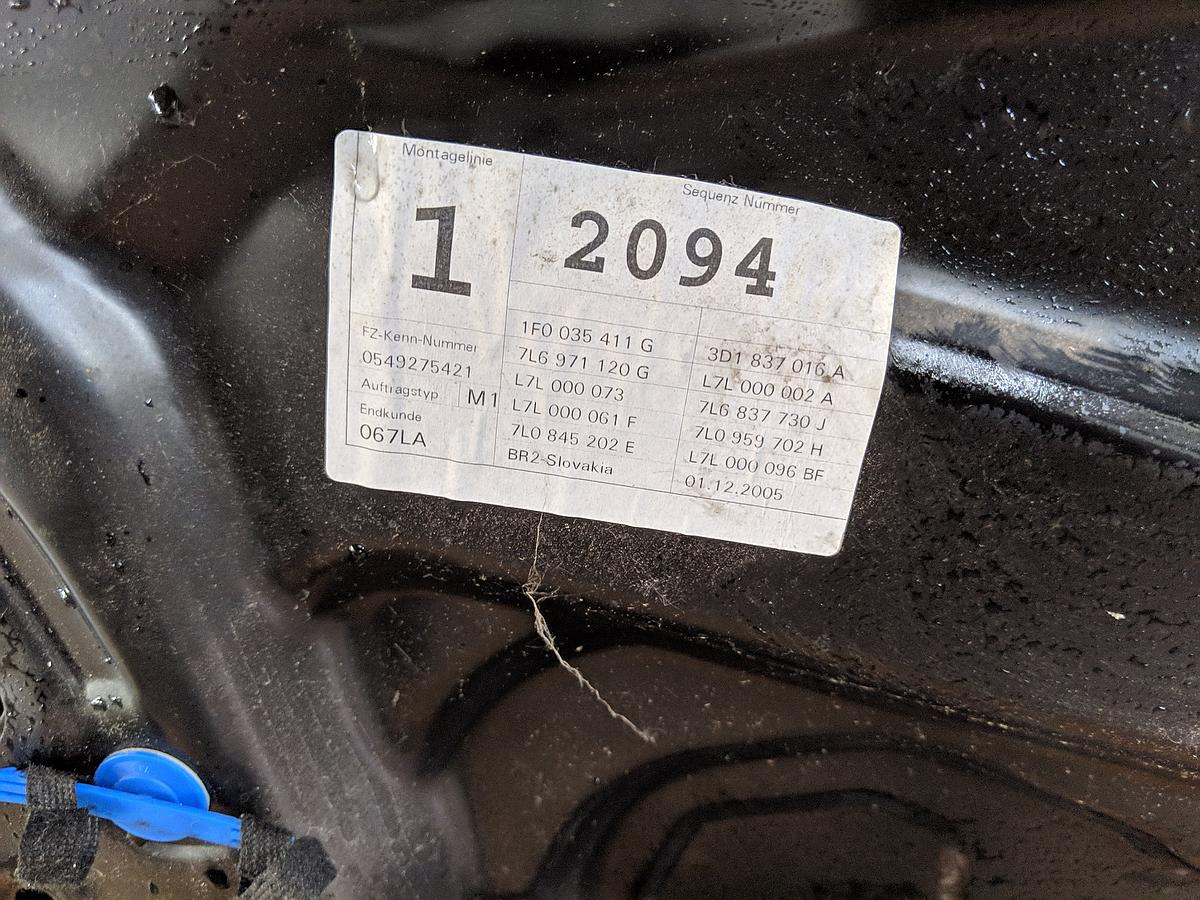 Montagelinie
1
Sequenz Nummer
2094
FZ-Kenn-Nummer
0549275421
Auftragstyp M1
Endkunde
067LA
1F0 035 411 G
7L6 971 120 G
L7L 000 073
L7L 000 061 F
7L0 845 202 E
BR2-Slovakia
3D1 837 016 A
L7L 000 002 A
7L6 837 730 J
7L0 959 702 H
L7L 000 096 BF
01.12.2005